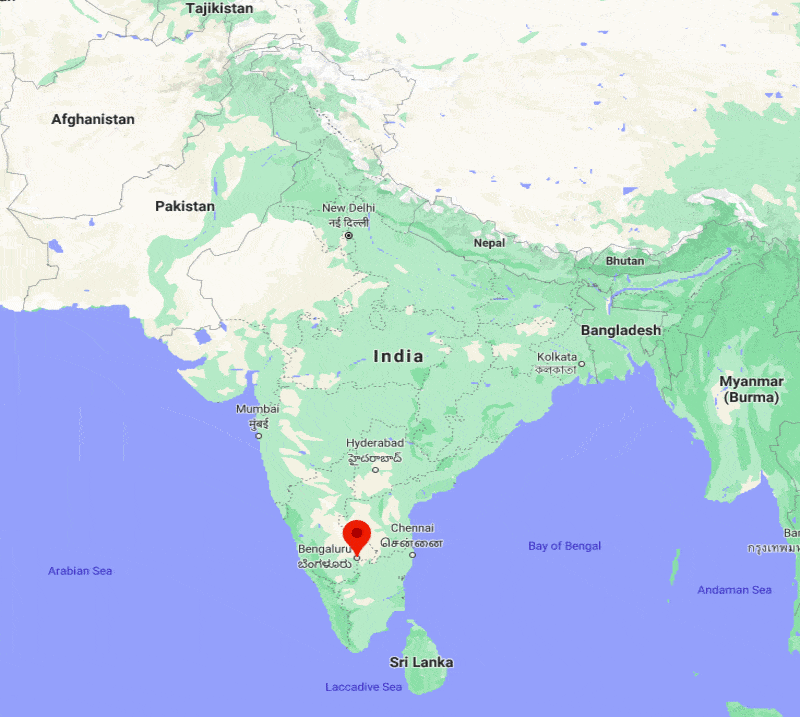 Tajikistan
Afghanistan
Pakistan
New Delhi
नई दिल्ली
Nepal
Bhutan
Bangladesh
India
Kolkata
কলকাতা
Myanmar
(Burma)
Mumbai
मुंबई
Hyderabad
హైదరాబాద్
Chennai
சென்னை
Bengaluru
ಬೆಂಗಳೂರು
Bay of Bengal
Arabian Sea
Andaman Sea
Sri Lanka
Laccadive Sea